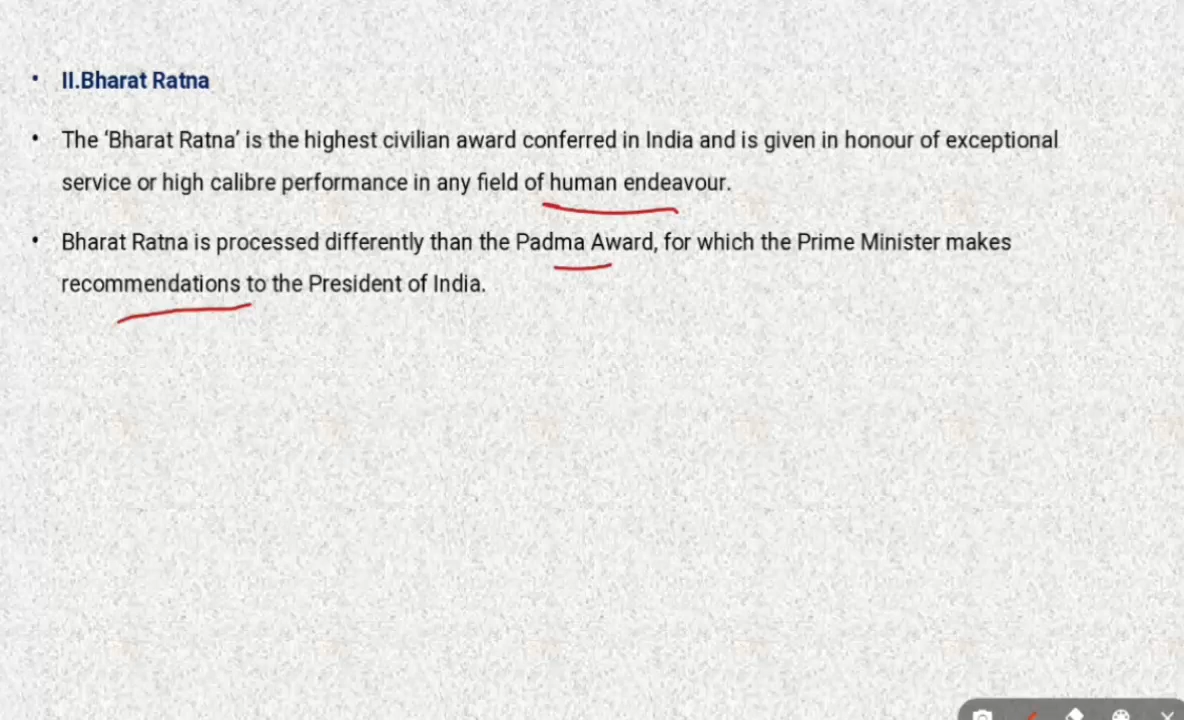 • II.Bharat Ratna
• The ‘Bharat Ratna’ is the highest civilian award conferred in India and is given in honour of exceptional
service or high calibre performance in any field of human endeavour.
• Bharat Ratna is processed differently than the Padma Award, for which the Prime Minister makes
recommendations to the President of India.